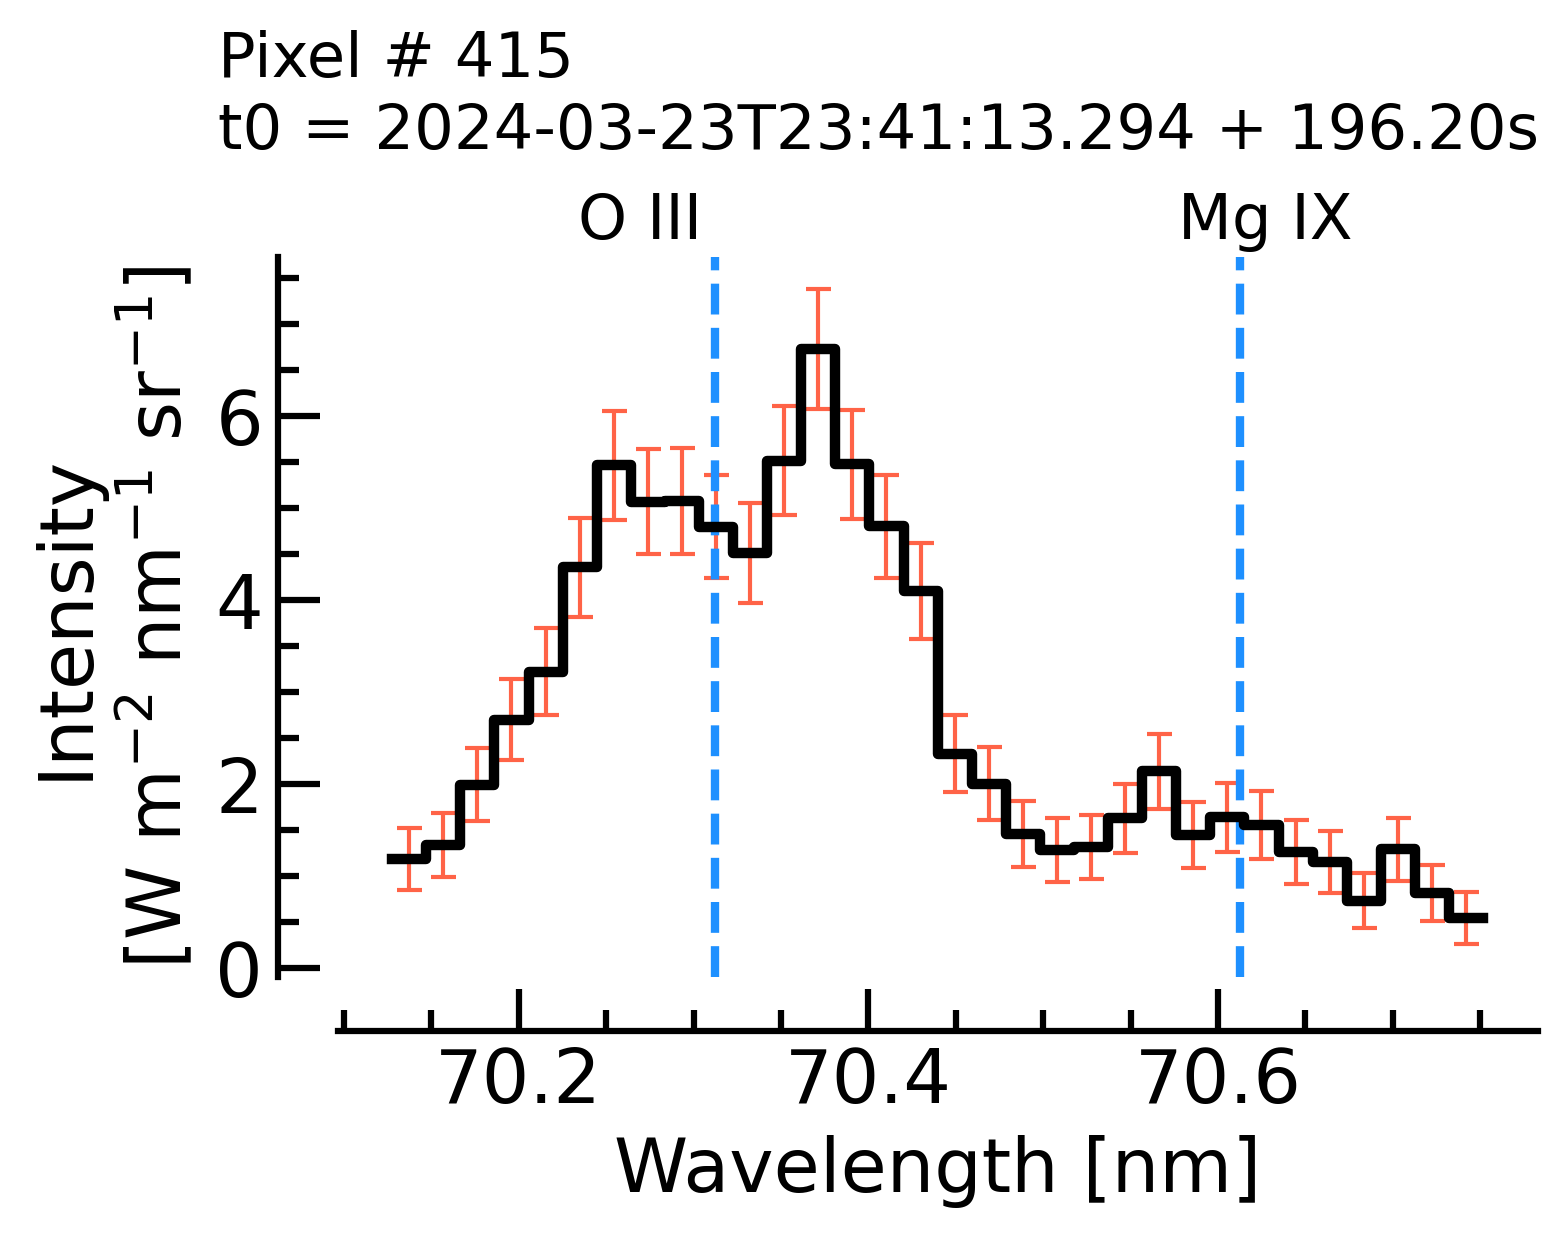 Pixel # 415
t0 = 2024-03-23T23:41:13.294 + 196.20s
O III
Mg IX
Intensity
[W m⁻² nm⁻¹ sr⁻¹]
6
4
2
0
70.2
70.4
70.6
Wavelength [nm]